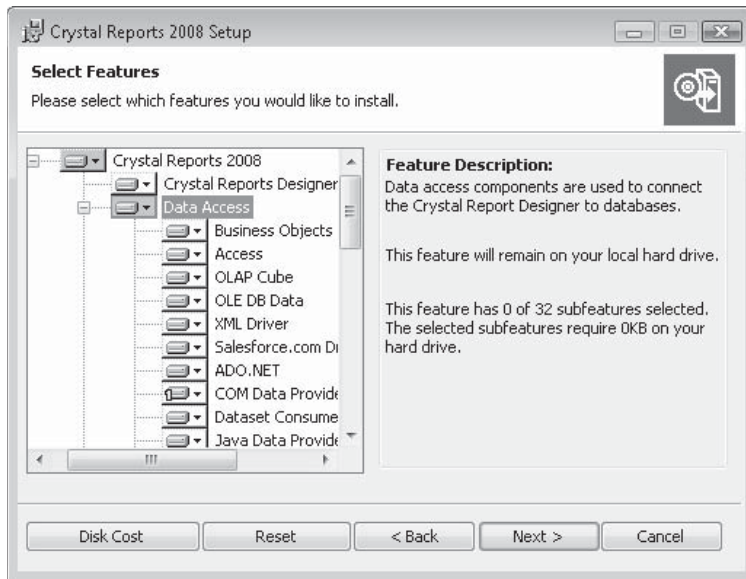 Crystal Reports 2008 Setup
Select Features
Please select which features you would like to install.
Crystal Reports 2008
Crystal Reports Designer
Data Access
Business Objects
Access
OLAP Cube
OLE DB Data
XML Driver
Salesforce.com
ADO.NET
COM Data
Dataset
Java Data
Feature Description:
Data access components are used to connect
the Crystal Report Designer to databases.
This feature will remain on your local hard drive.
This feature has 0 of 32 subfeatures selected.
The selected subfeatures require 0KB on your
hard drive.
Disk Cost
Reset
< Back
Next >
Cancel